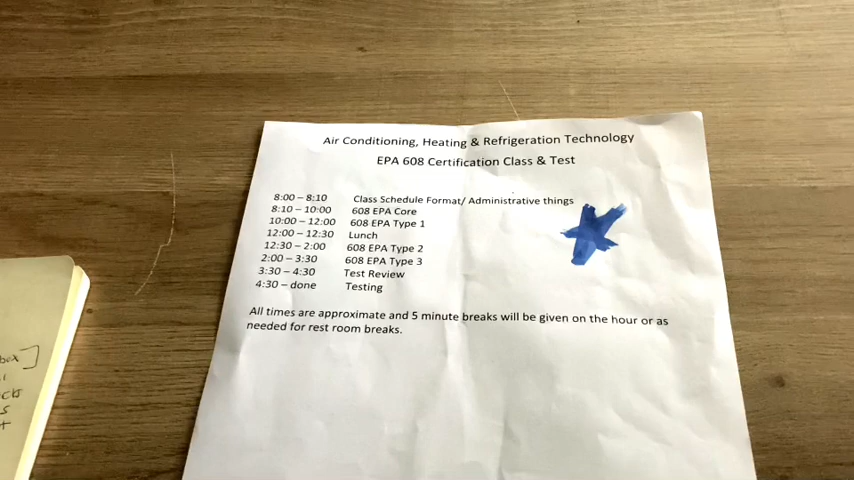 Air Conditioning, Heating & Refrigeration Technology
EPA 608 Certification Class & Test
8:00 – 8:10 Class Schedule Format/ Administrative things
8:10 – 10:00 608 EPA Core
10:00 – 12:00 608 EPA Type 1
12:00 – 12:30 Lunch
12:30 – 2:00 608 EPA Type 2
2:00 – 3:30 608 EPA Type 3
3:30 – 4:30 Test Review
4:30 – done Testing
All times are approximate and 5 minute breaks will be given on the hour or as
needed for rest room breaks.
box]